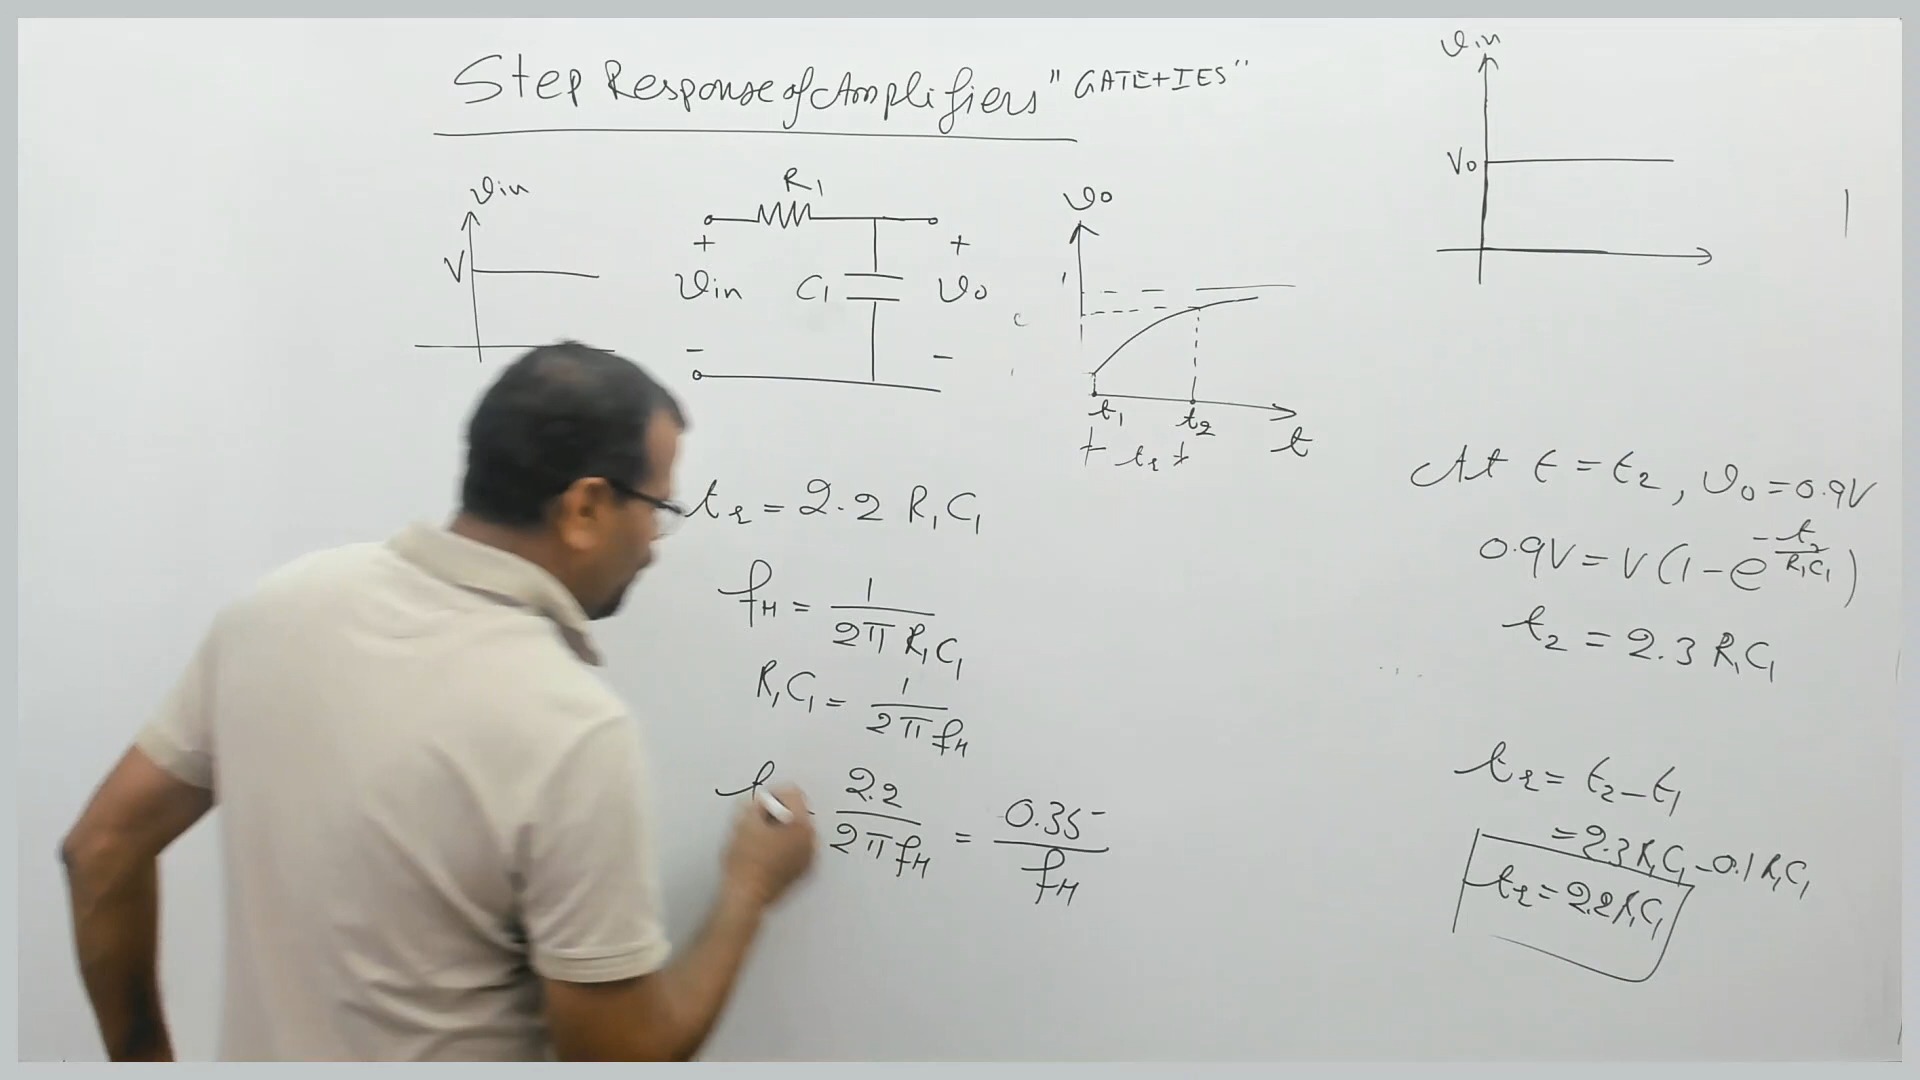 Step Response of Amplifiers "GATE+IES"
vin
V
R1
+
vin
-
C1
+
vo
-
vo
t1
t2
t
tr
vin
Vo
tr = 2.2 R1C1
fH = 1/2π R1C1
R1C1 = 1/2π fH
2.2/2π fH = 0.35/fH
At t = t2, vo = 0.9V
0.9V = V(1 - e^-t2/R1C1)
t2 = 2.3 R1C1
tr = t2 - t1
= 2.3 R1C1 - 0.1 R1C1
tr = 2.2 R1C1